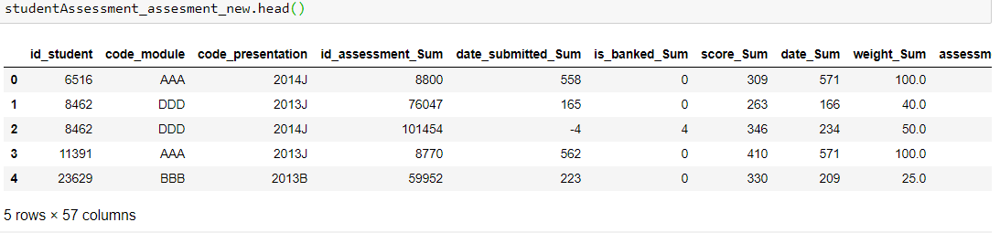 studentAssessment_assesment_new.head()
id_student code_module code_presentation id_assessment_Sum date_submitted_Sum is_banked_Sum score_Sum date_Sum weight_Sum assessm
0 6516 AAA 2014J 8800 558 0 309 571 100.0
1 8462 DDD 2013J 76047 165 0 263 166 40.0
2 8462 DDD 2014J 101454 -4 4 346 234 50.0
3 11391 AAA 2013J 8770 562 0 410 571 100.0
4 23629 BBB 2013B 59952 223 0 330 209 25.0
5 rows × 57 columns